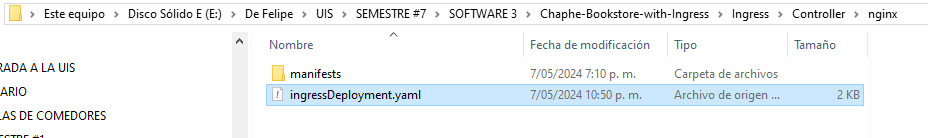 Este equipo > Disco Sólido E (E:) > De Felipe > UIS > SEMESTRE #7 > SOFTWARE 3 > Chaphe-Bookstore-with-Ingress > Ingress > Controller > nginx
Nombre Fecha de modificación Tipo Tamaño
RADA A LA UIS
manifests 7/05/2024 7:10 p. m. Carpeta de archivos
ARIO
ingressDeployment.yaml 7/05/2024 10:50 p. m. Archivo de origen ... 2 KB
LAS DE COMEDORES